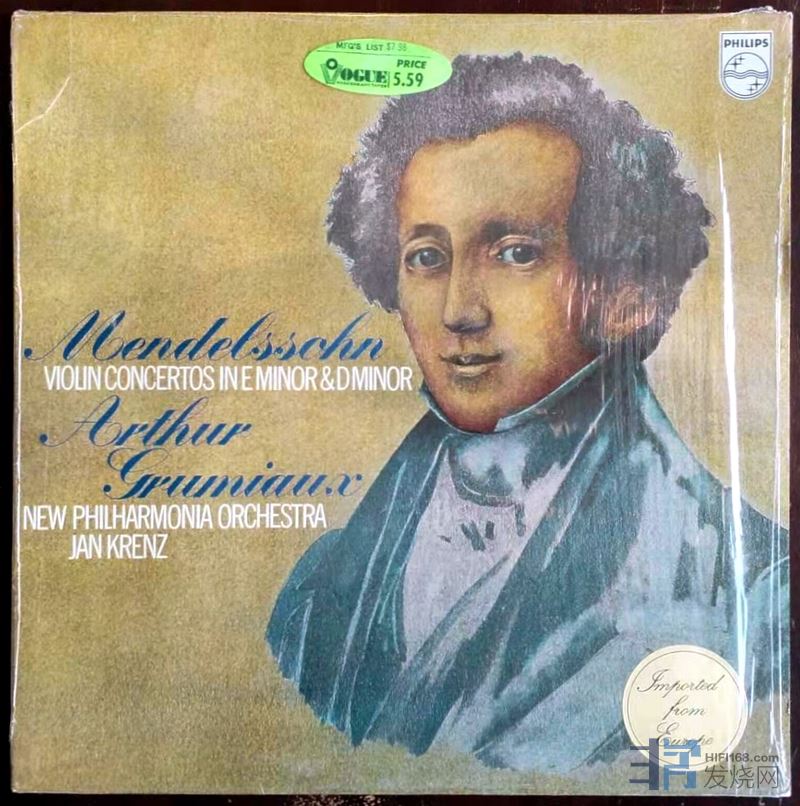 MFG'S LIST $7.98
PRICE
VOGUE 5.59
PHILIPS
Mendelssohn
VIOLIN CONCERTOS IN E MINOR & D MINOR
Arthur
Grumiaux
NEW PHILHARMONIA ORCHESTRA
JAN KRENZ
Imported
from
Europe
HIFI168.com
发烧网